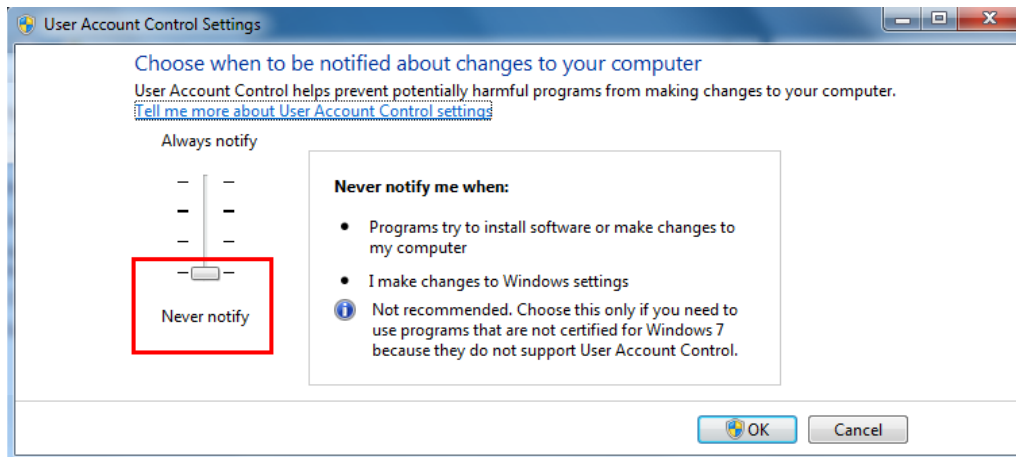 User Account Control Settings
Choose when to be notified about changes to your computer
User Account Control helps prevent potentially harmful programs from making changes to your computer.
Tell me more about User Account Control settings
Always notify
Never notify me when:
Programs try to install software or make changes to
my computer
I make changes to Windows settings
Never notify
Not recommended. Choose this only if you need to
use programs that are not certified for Windows 7
because they do not support User Account Control.
OK
Cancel